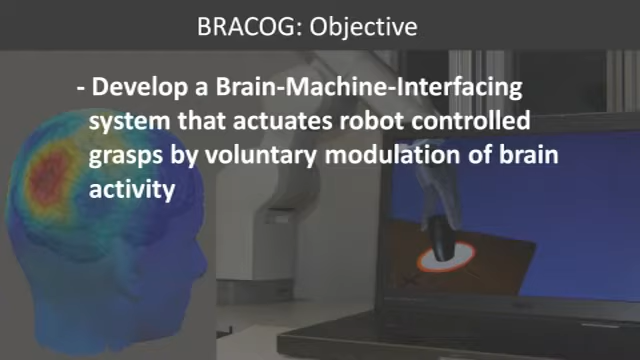 BRACOG: Objective
- Develop a Brain-Machine-Interfacing
system that actuates robot controlled
grasps by voluntary modulation of brain
activity